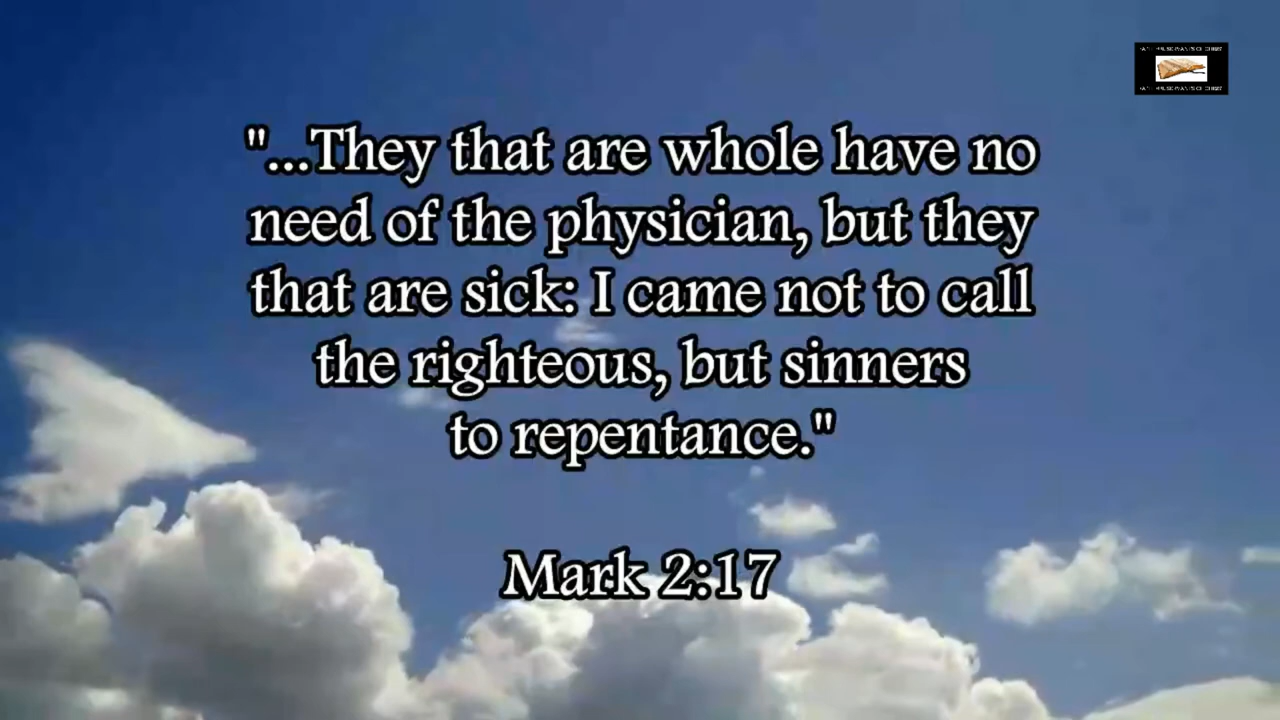 "...They that are whole have no
need of the physician, but they
that are sick: I came not to call
the righteous, but sinners
to repentance."
Mark 2:17